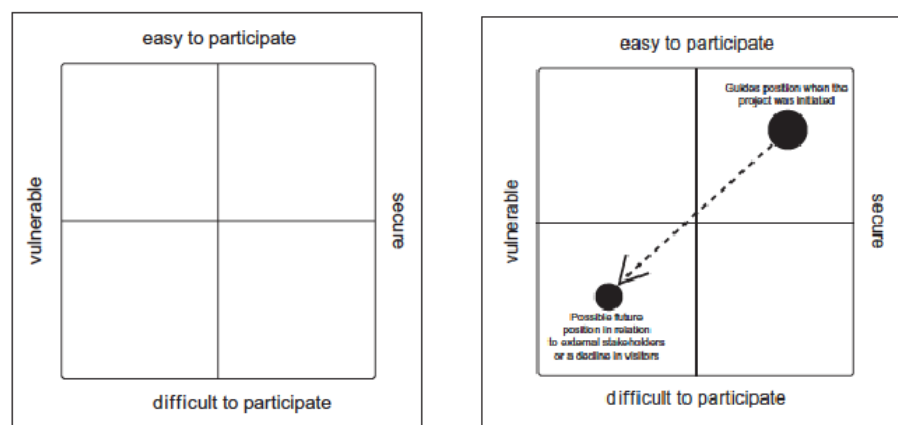 easy to participate
vulnerable
secure
difficult to participate
easy to participate
Guides position when the
project was initiated
vulnerable
secure
Possible future
position in relation
to external stakeholders
or a decline in visitors
difficult to participate